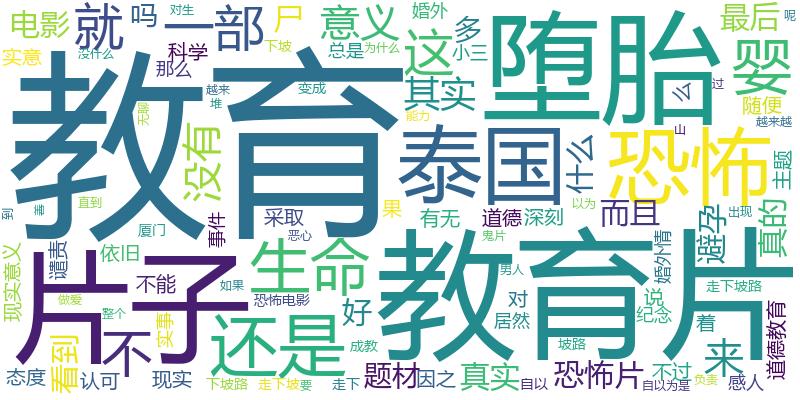 电影 就 吗 一部 尸 意义 婚外 多 最后
对生 下坡 总是 为什么 这 小三 堕胎 婴
实意 没什么 科学 那么 越来 堆 变成 其实 么 过 随便 呢
教育 没有 能力 泰国 什么 恐怖 山 越来越
无聊 主题
到 善 直到 厦门 事件 采取 恶心 果 有无 道德 深刻 以为 而且 避孕 出现 真的
现实意义 谴责 依旧 片子 生命 鬼片 教育片 男人 婚外情
做爱 整个 不能 如果 恐怖电影 好 对 居然 说 纪念 着 走下坡路 道德教育
看到 实事 不 还是 成教 坡路 来
态度 认可 现实 下坡路 走下坡 要 走下 题材 因之 真实 自以 恐怖片 不过 自以为是 负责 感人